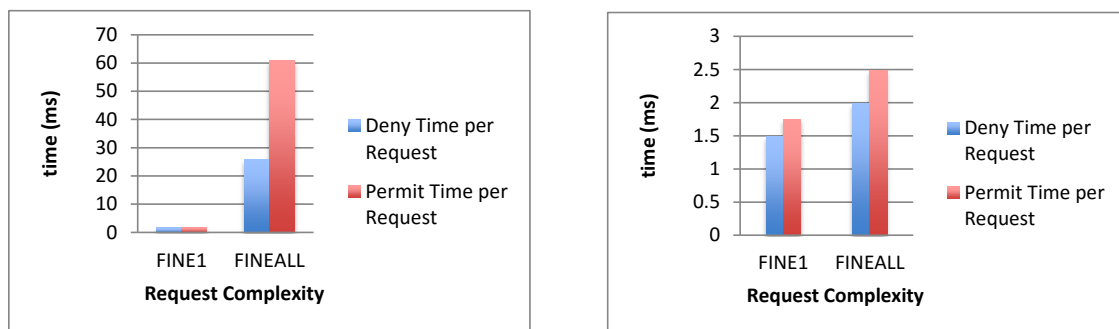 70
60
50
40
30
20
10
0
time (ms)
FINE1 FINEALL
Request Complexity
Deny Time per
Request
Permit Time per
Request
3
2.5
2
1.5
1
0.5
0
time (ms)
FINE1 FINEALL
Request Complexity
Deny Time per
Request
Permit Time per
Request